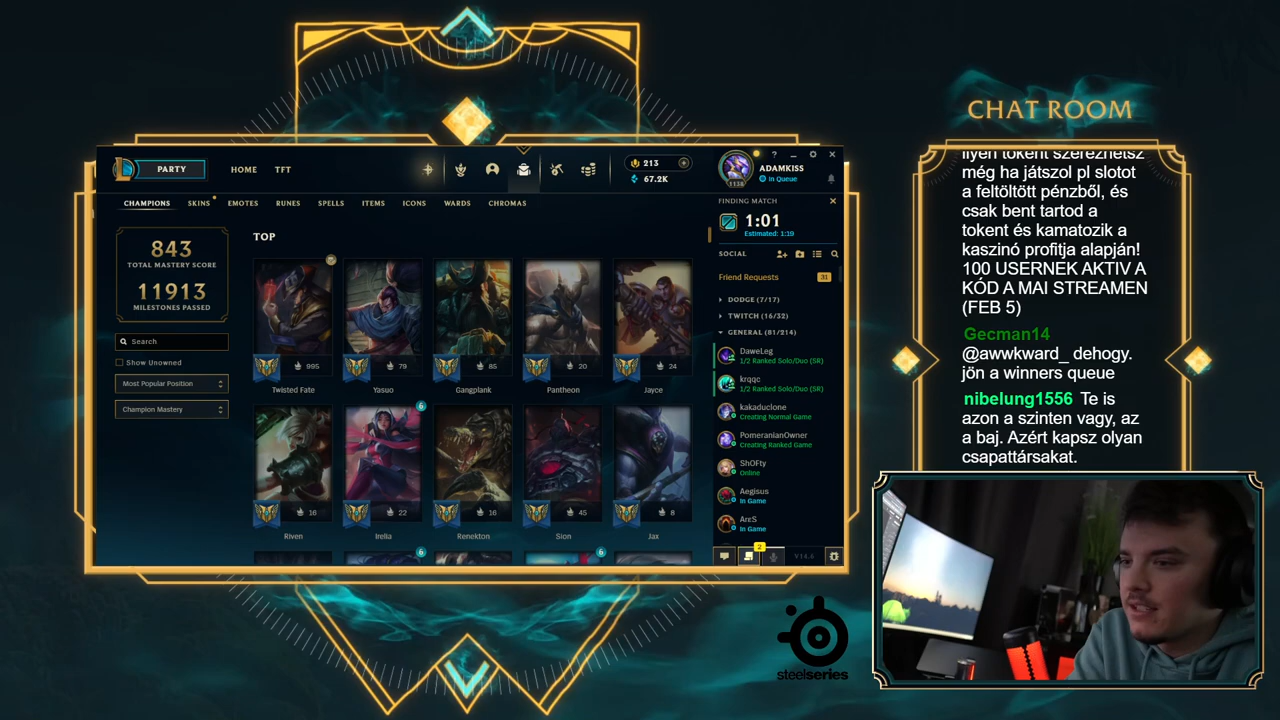 CHAT ROOM
PARTY
HOME
TFT
213
67.2K
1138
ADAMKISS
In Queue
CHAMPIONS
SKINS
EMOTES
RUNES
SPELLS
ITEMS
ICONS
WARDS
CHROMAS
843
TOTAL MASTERY SCORE
11913
MILESTONES PASSED
Search
Show Unowned
Most Popular Position
Champion Mastery
TOP
995
79
85
20
24
Twisted Fate
Yasuo
Gangplank
Pantheon
Jayce
6
16
22
16
45
8
Riven
Irelia
Renekton
Sion
Jax
6
6
FINDING MATCH
1:01
Estimated: 1:19
SOCIAL
Friend Requests
31
DODGE (7/17)
TWITCH (16/32)
GENERAL (81/214)
DaweLeg
1/2 Ranked Solo/Duo (SR)
krqqc
1/2 Ranked Solo/Duo (SR)
kakaduclone
Creating Normal Game
PomeranianOwner
Creating Ranked Game
ShOFty
Online
Aegisus
In Game
ArES
In Game
2
ilyen tokent szerezhetsz
még ha játszol pl slotot
a feltöltött pénzből, és
csak bent tartod a
tokent és kamatozik a
kaszinó profitja alapján!
100 USERNEK AKTIV A
KÓD A MAI STREAMEN
(FEB 5)
Gecman14
@awwkward_ dehogy.
jön a winners queue
nibelung1556 Te is
azon a szinten vagy, az
a baj. Azért kapsz olyan
csapattársakat.
steelseries